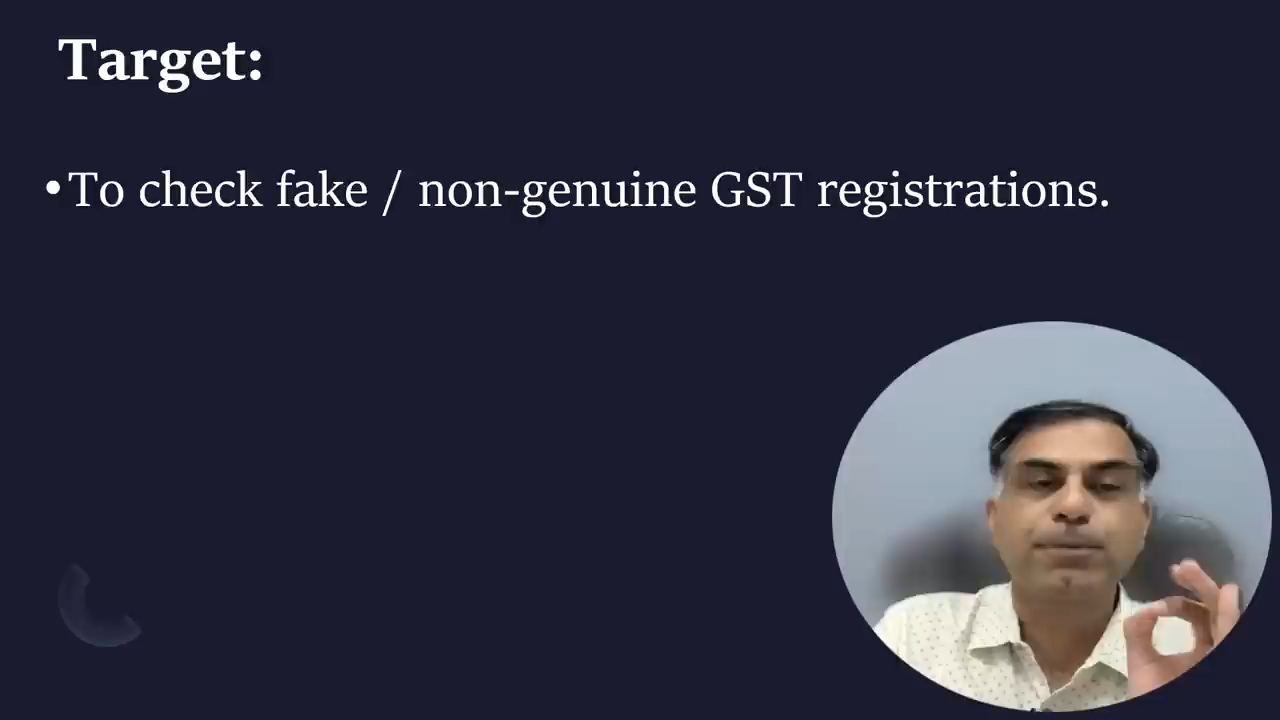 Target:
•To check fake / non-genuine GST registrations.